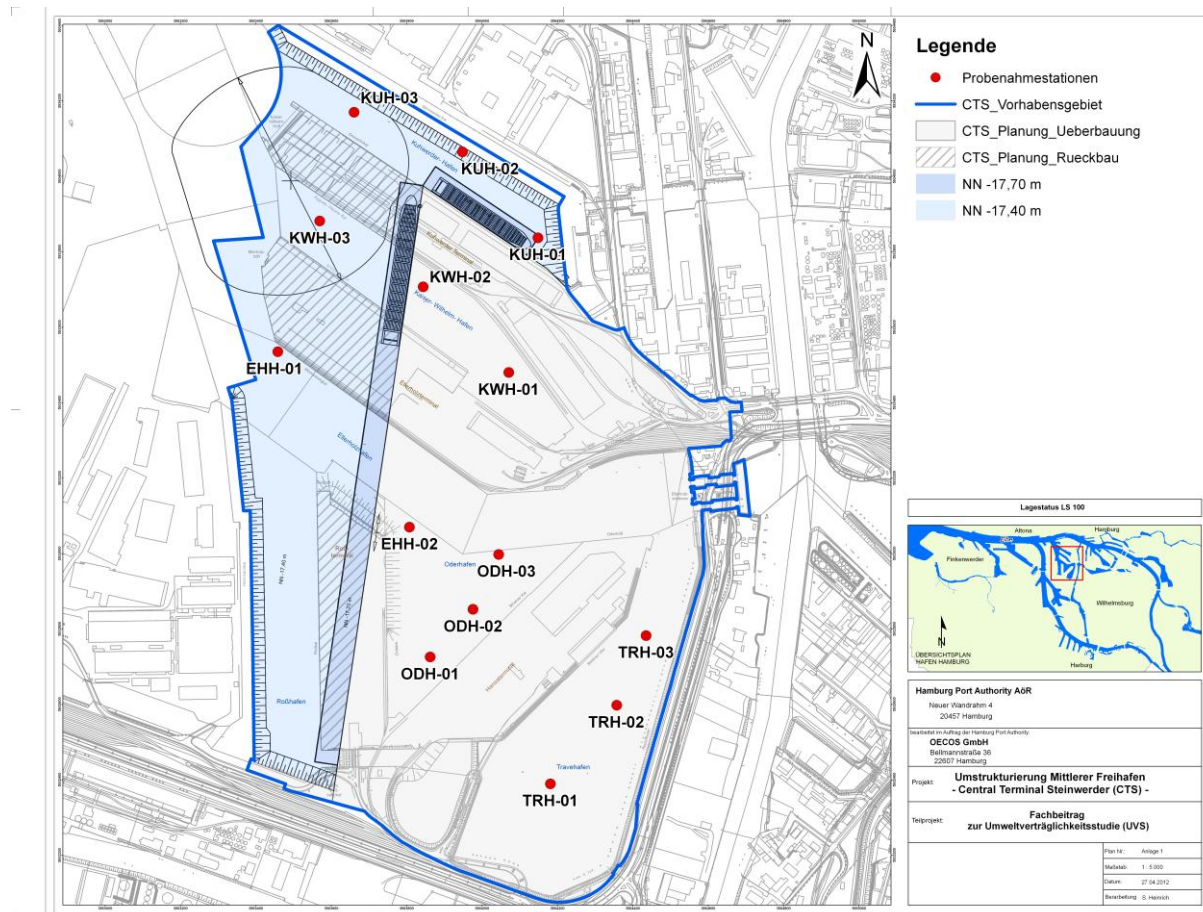 N
KUH-03
KUH-02
KUH-01
KWH-03
KWH-02
KWH-01
EHH-01
EHH-02
ODH-03
ODH-02
ODH-01
TRH-03
TRH-02
TRH-01
Kuhwerder- Hafen
Kaiser- Wilhelm- Hafen
Ellerholzhafen
Oderhafen
Roßhafen
Travehafen
NN -17,40 m
Legende
Probenahmestationen
CTS_Vorhabensgebiet
CTS_Planung_Ueberbauung
CTS_Planung_Rueckbau
NN -17,70 m
NN -17,40 m
Lagestatus LS 100
Altona
Hamburg
Finkenwerder
Wilhelmsburg
Harburg
N
ÜBERSICHTSPLAN
HAFEN HAMBURG
Hamburg Port Authority AöR
Neuer Wandrahm 4
20457 Hamburg
bearbeitet im Auftrag der Hamburg Port Authority:
OECOS GmbH
Bellmannstraße 36
22607 Hamburg
Projekt: Umstrukturierung Mittlerer Freihafen
- Central Terminal Steinwerder (CTS) -
Teilprojekt: Fachbeitrag
zur Umweltverträglichkeitsstudie (UVS)
Plan Nr.: Anlage 1
Maßstab: 1: 5.000
Datum: 27.04.2012
Bearbeitung: S. Heinrich